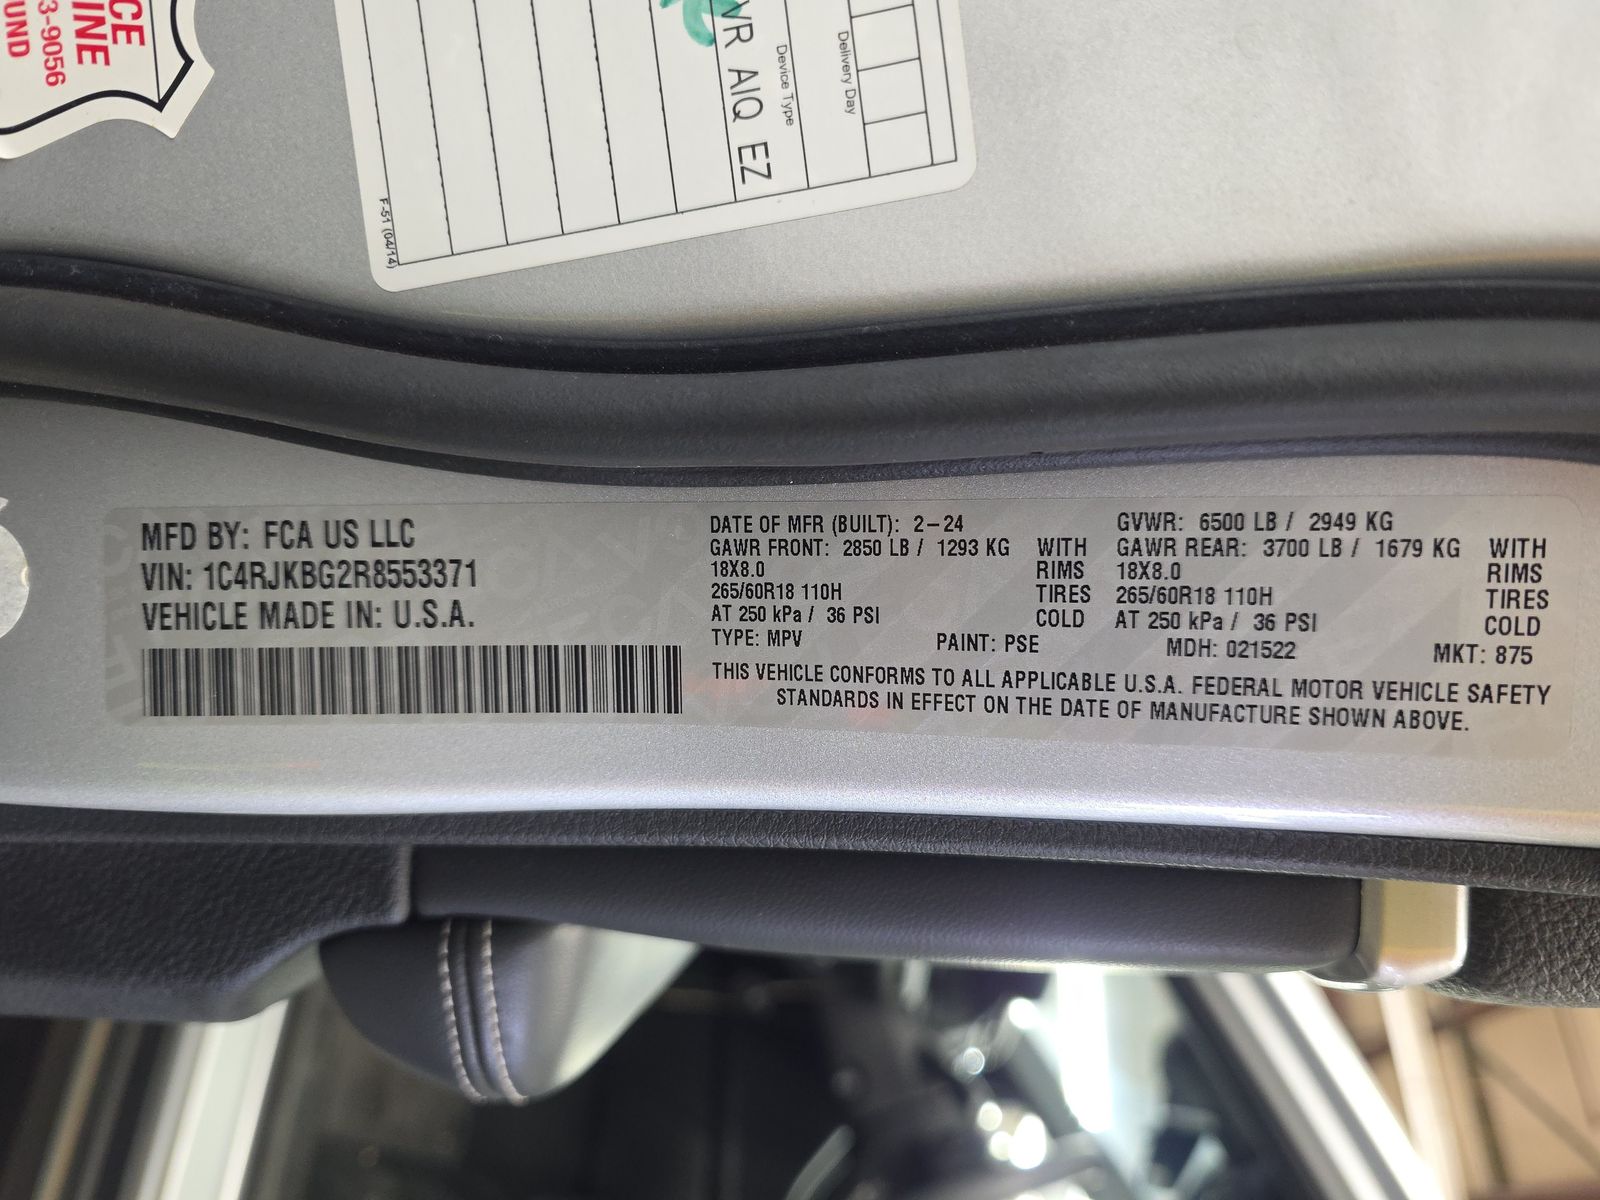 CE
INE
3-9056
UND
VR AIQ EZ
Device Type
Delivery Day
F-51 (04/14)
MFD BY: FCA US LLC
VIN: 1C4RJKBG2R8553371
VEHICLE MADE IN: U.S.A.
DATE OF MFR (BUILT): 2-24
GVWR: 6500 LB / 2949 KG
GAWR FRONT: 2850 LB / 1293 KG WITH
18X8.0 RIMS
265/60R18 110H TIRES
AT 250 kPa / 36 PSI COLD
GAWR REAR: 3700 LB / 1679 KG WITH
18X8.0 RIMS
265/60R18 110H TIRES
AT 250 kPa / 36 PSI COLD
TYPE: MPV PAINT: PSE MDH: 021522 MKT: 875
THIS VEHICLE CONFORMS TO ALL APPLICABLE U.S.A. FEDERAL MOTOR VEHICLE SAFETY
STANDARDS IN EFFECT ON THE DATE OF MANUFACTURE SHOWN ABOVE.